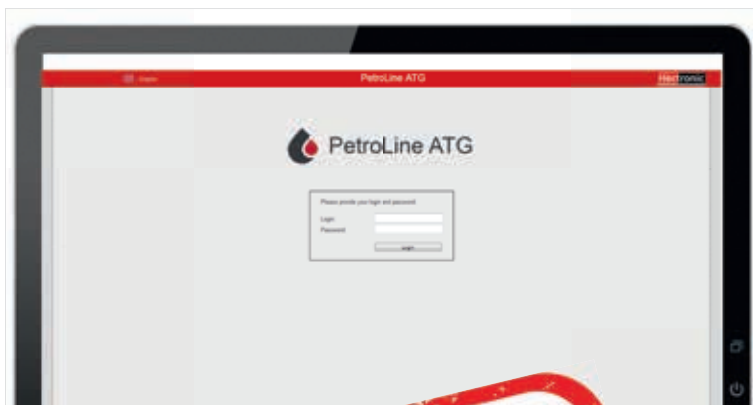 PetroLine ATG
Hectronic
PetroLine ATG
Please provide your login and password
Login
Password
Login